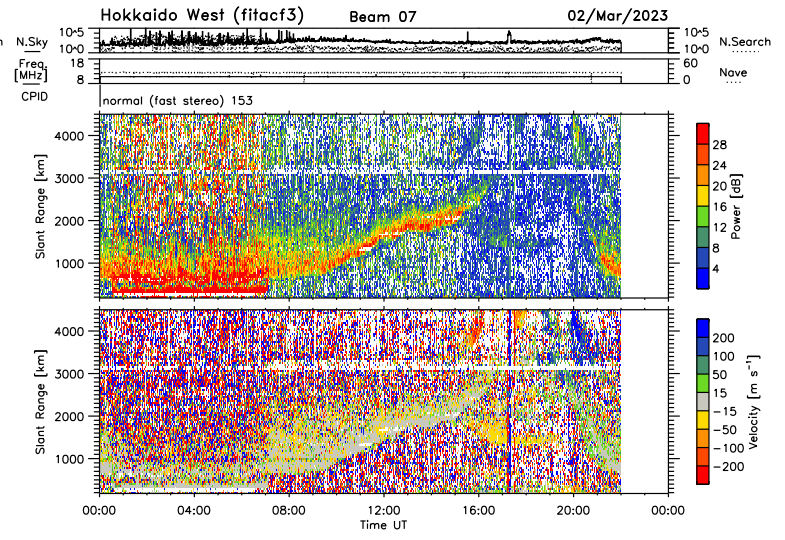 Hokkaido West (fitacf3) Beam 07 02/Mar/2023
n N.Sky 10^5 10^0 10^5 10^0 N.Search
Freq. [MHz] 18 8 60 0 Nave
CPID normal (fast stereo) 153
Slant Range [km] 4000 3000 2000 1000
28 24 20 16 12 8 4 Power [dB]
Slant Range [km] 4000 3000 2000 1000
200 100 50 15 -15 -50 -100 -200 Velocity [m s⁻¹]
00:00 04:00 08:00 12:00 16:00 20:00 00:00
Time UT